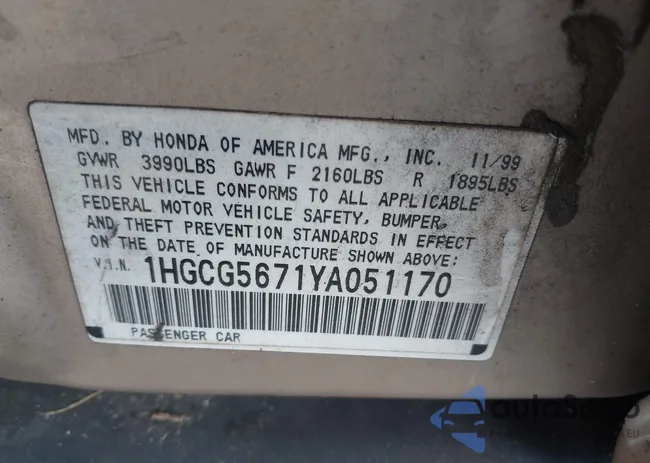 MFD. BY HONDA OF AMERICA MFG., INC. 11/99
GVWR 3990LBS GAWR F 2160LBS R 1895LBS
THIS VEHICLE CONFORMS TO ALL APPLICABLE
FEDERAL MOTOR VEHICLE SAFETY, BUMPER,
AND THEFT PREVENTION STANDARDS IN EFFECT
ON THE DATE OF MANUFACTURE SHOWN ABOVE:
V.I.N. 1HGCG5671YA051170
PASSENGER CAR